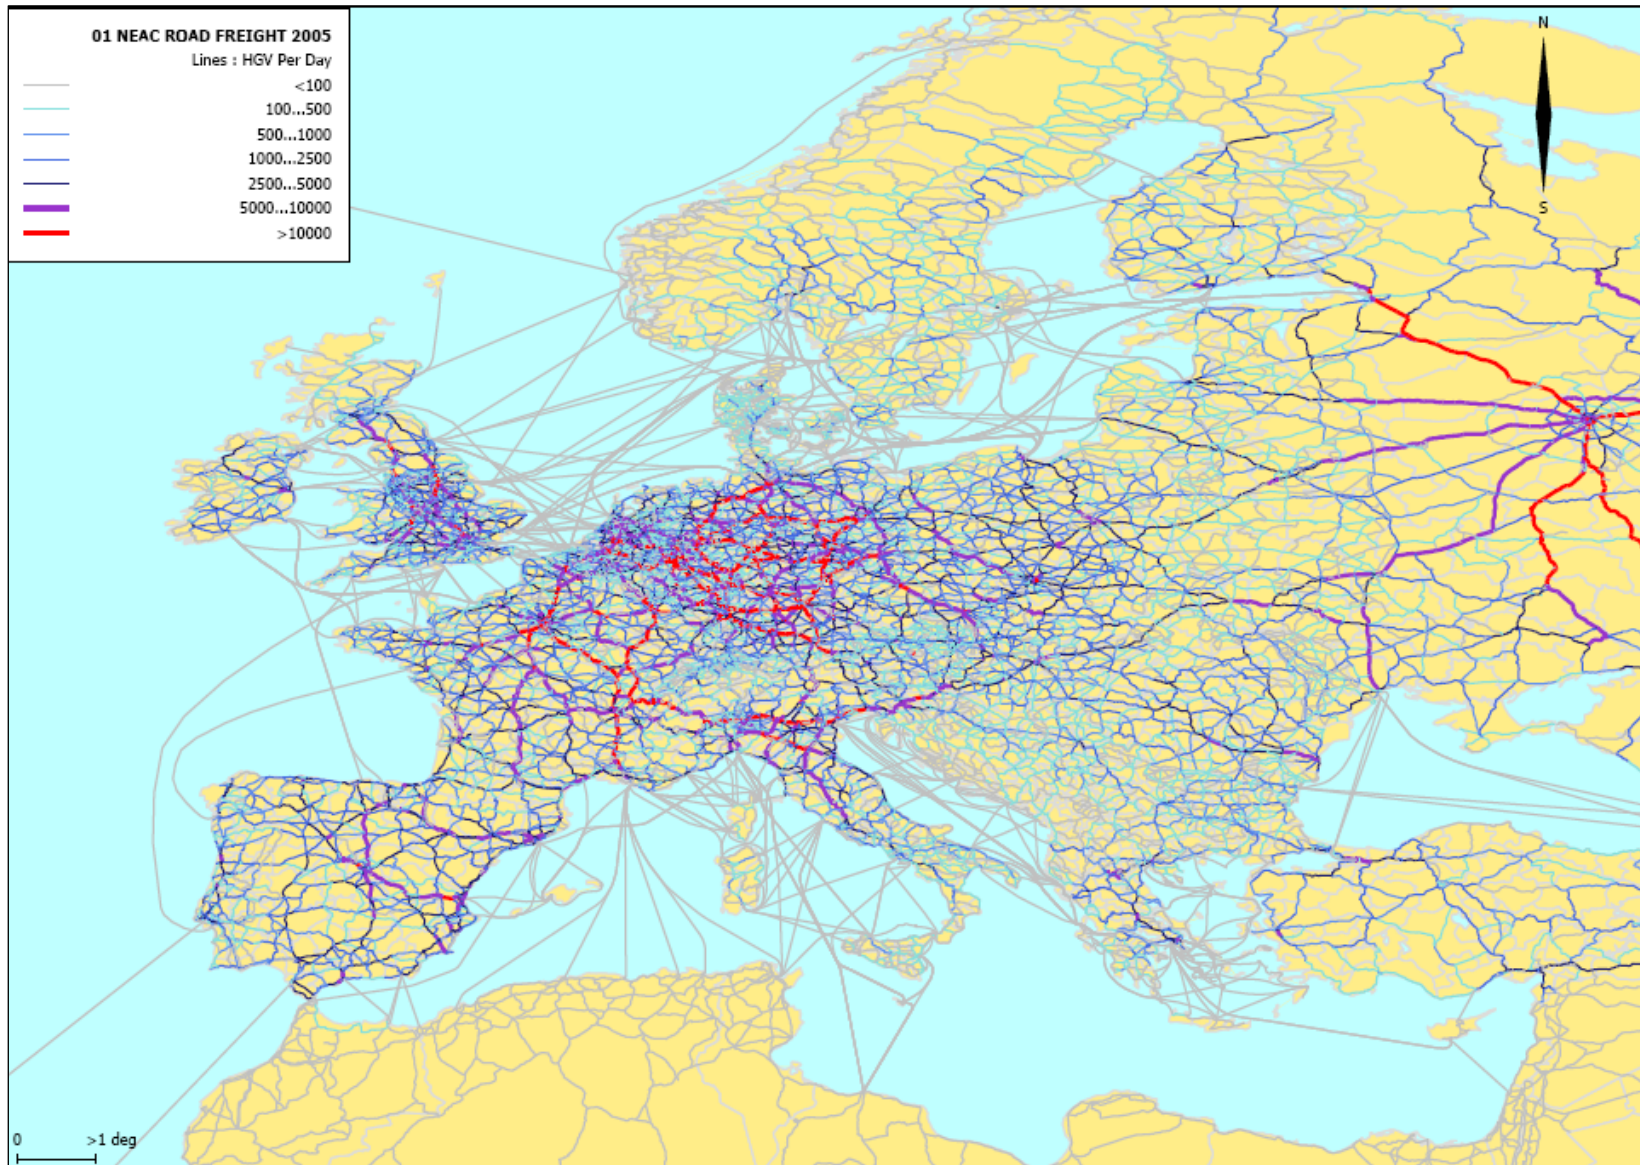 01 NEAC ROAD FREIGHT 2005
Lines : HGV Per Day
<100
100...500
500...1000
1000...2500
2500...5000
5000...10000
>10000
N
S
0 >1 deg